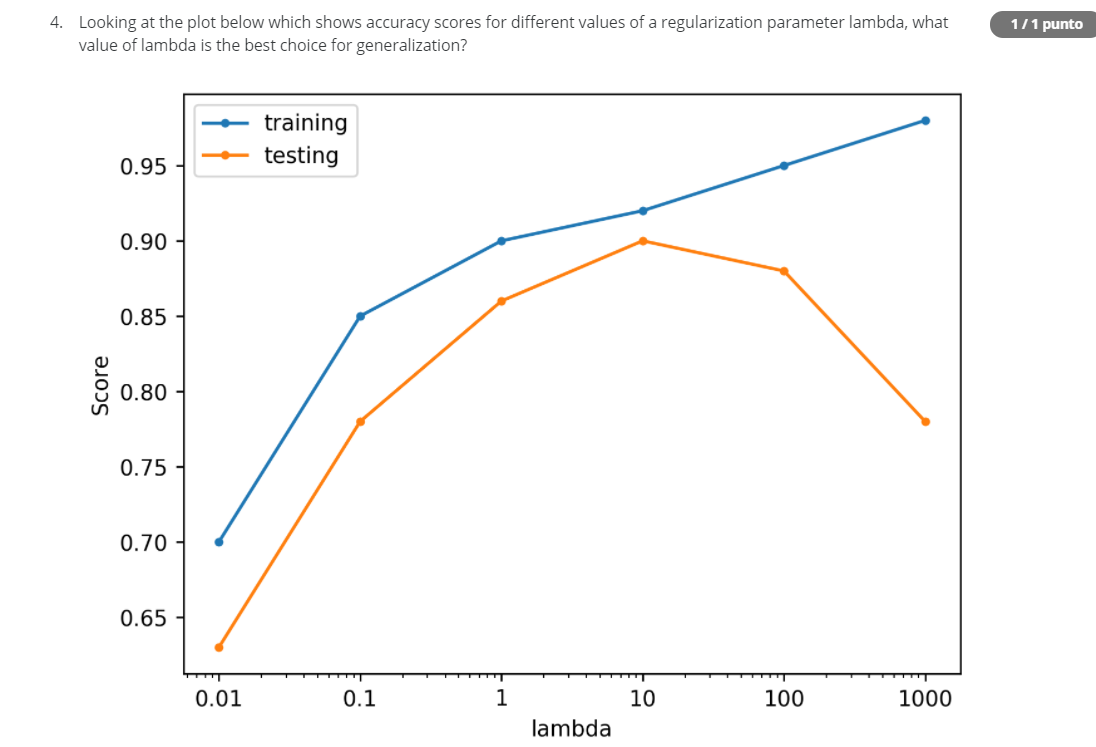 4. Looking at the plot below which shows accuracy scores for different values of a regularization parameter lambda, what
value of lambda is the best choice for generalization?
1 / 1 punto
training
testing
0.95
0.90
0.85
0.80
0.75
0.70
0.65
Score
0.01 0.1 1 10 100 1000
lambda